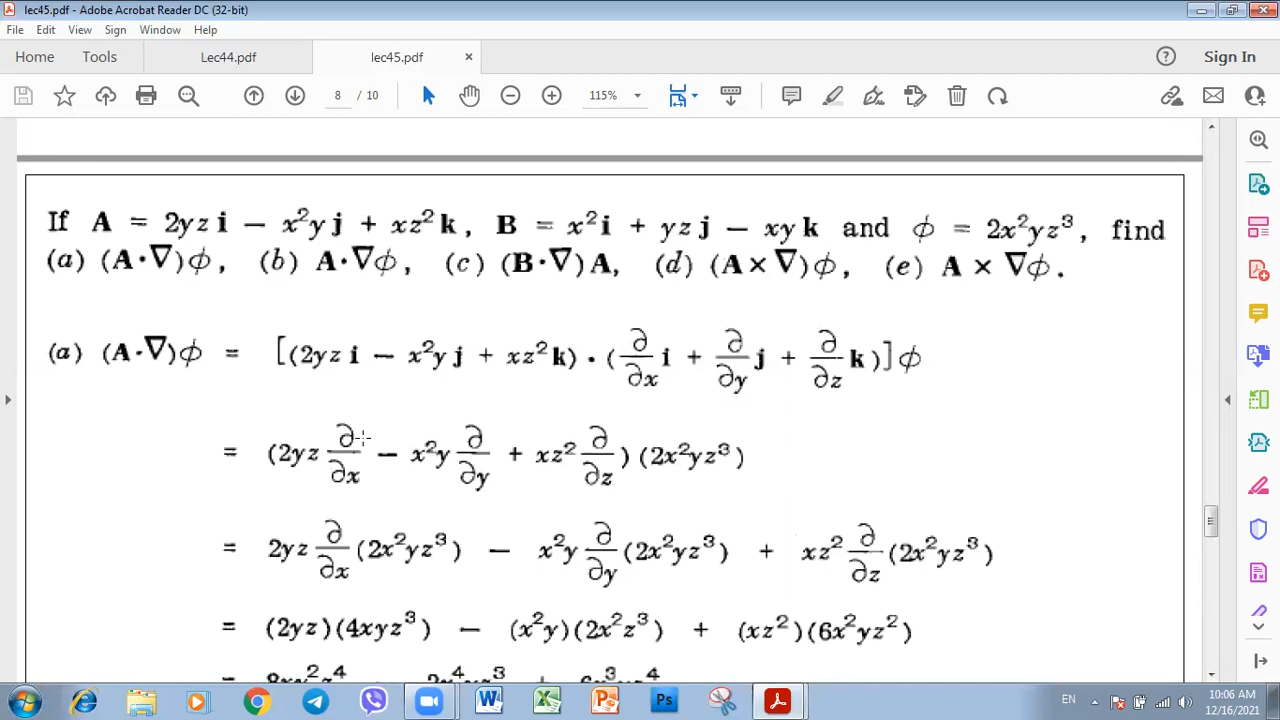 lec45.pdf - Adobe Acrobat Reader DC (32-bit)
File Edit View Sign Window Help
Home Tools Lec44.pdf lec45.pdf × Sign In
8 / 10 115%
If A = 2yz i − x²y j + xz² k, B = x² i + yz j − xy k and ϕ = 2x²yz³, find
(a) (A·∇)ϕ, (b) A·∇ϕ, (c) (B·∇)A, (d) (A × ∇)ϕ, (e) A × ∇ϕ.
(a) (A·∇)ϕ = [(2yz i − x²y j + xz² k) · (∂/∂x i + ∂/∂y j + ∂/∂z k)]ϕ
= (2yz ∂/∂x − x²y ∂/∂y + xz² ∂/∂z) (2x²yz³)
= 2yz ∂/∂x (2x²yz³) − x²y ∂/∂y (2x²yz³) + xz² ∂/∂z (2x²yz³)
= (2yz)(4xyz³) − (x²y)(2x²z³) + (xz²)(6x²yz²)
EN 10:06 AM
12/16/2021